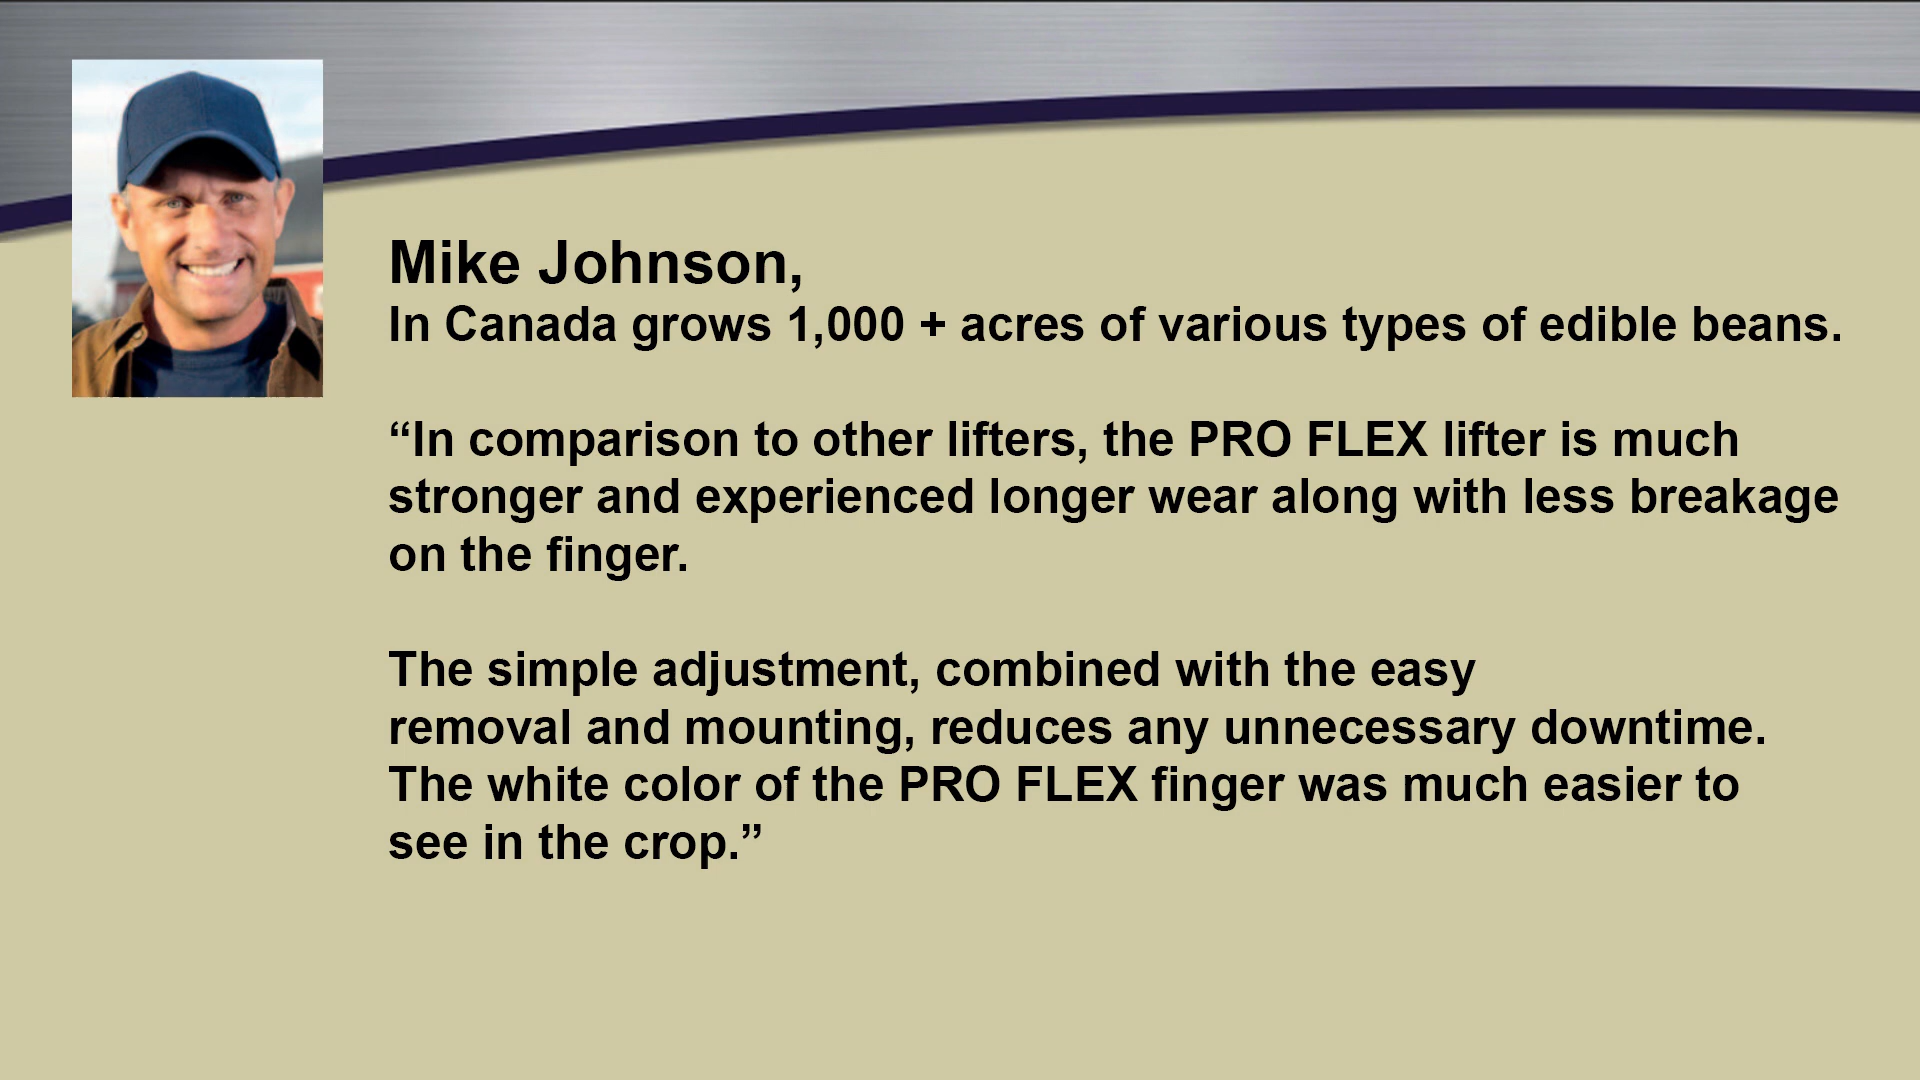 Mike Johnson,
In Canada grows 1,000 + acres of various types of edible beans.
“In comparison to other lifters, the PRO FLEX lifter is much
stronger and experienced longer wear along with less breakage
on the finger.
The simple adjustment, combined with the easy
removal and mounting, reduces any unnecessary downtime.
The white color of the PRO FLEX finger was much easier to
see in the crop.”